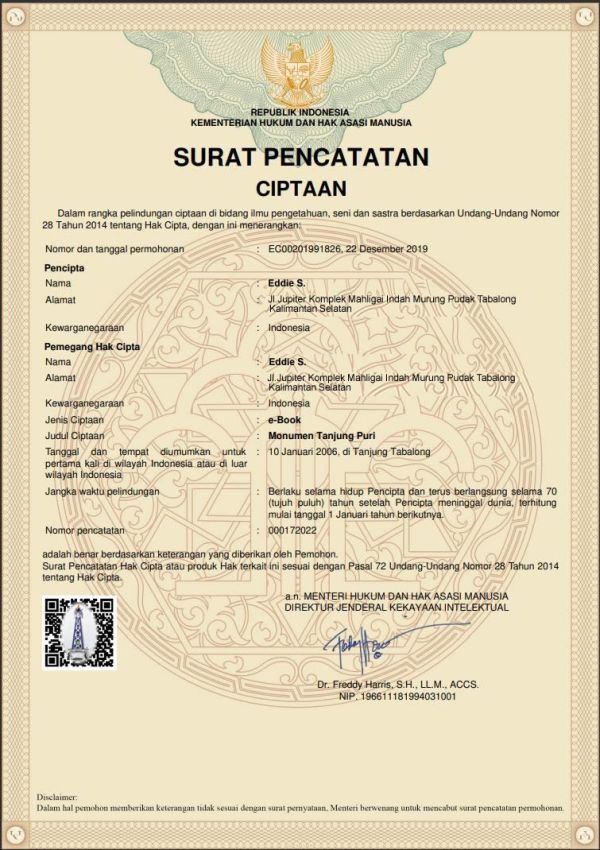 REPUBLIK INDONESIA
KEMENTERIAN HUKUM DAN HAK ASASI MANUSIA
SURAT PENCATATAN
CIPTAAN
Dalam rangka pelindungan ciptaan di bidang ilmu pengetahuan, seni dan sastra berdasarkan Undang-Undang Nomor
28 Tahun 2014 tentang Hak Cipta, dengan ini menerangkan:
Nomor dan tanggal permohonan : EC00201991826, 22 Desember 2019
Pencipta
Nama : Eddie S.
Alamat : Jl.Jupiter Komplek Mahligai Indah Murung Pudak Tabalong
Kalimantan Selatan
Kewarganegaraan : Indonesia
Pemegang Hak Cipta
Nama : Eddie S.
Alamat : Jl.Jupiter Komplek Mahligai Indah Murung Pudak Tabalong
Kalimantan Selatan
Kewarganegaraan : Indonesia
Jenis Ciptaan : e-Book
Judul Ciptaan : Monumen Tanjung Puri
Tanggal dan tempat diumumkan untuk : 10 Januari 2006, di Tanjung Tabalong
pertama kali di wilayah Indonesia atau di luar
wilayah Indonesia
Jangka waktu pelindungan : Berlaku selama hidup Pencipta dan terus berlangsung selama 70
(tujuh puluh) tahun setelah Pencipta meninggal dunia, terhitung
mulai tanggal 1 Januari tahun berikutnya.
Nomor pencatatan : 000172022
adalah benar berdasarkan keterangan yang diberikan oleh Pemohon.
Surat Pencatatan Hak Cipta atau produk Hak terkait ini sesuai dengan Pasal 72 Undang-Undang Nomor 28 Tahun 2014
tentang Hak Cipta.
a.n. MENTERI HUKUM DAN HAK ASASI MANUSIA
DIREKTUR JENDERAL KEKAYAAN INTELEKTUAL
Dr. Freddy Harris, S.H., LL.M., ACCS.
NIP. 196611181994031001
Disclaimer:
Dalam hal pemohon memberikan keterangan tidak sesuai dengan surat pernyataan, Menteri berwenang untuk mencabut surat pencatatan permohonan.